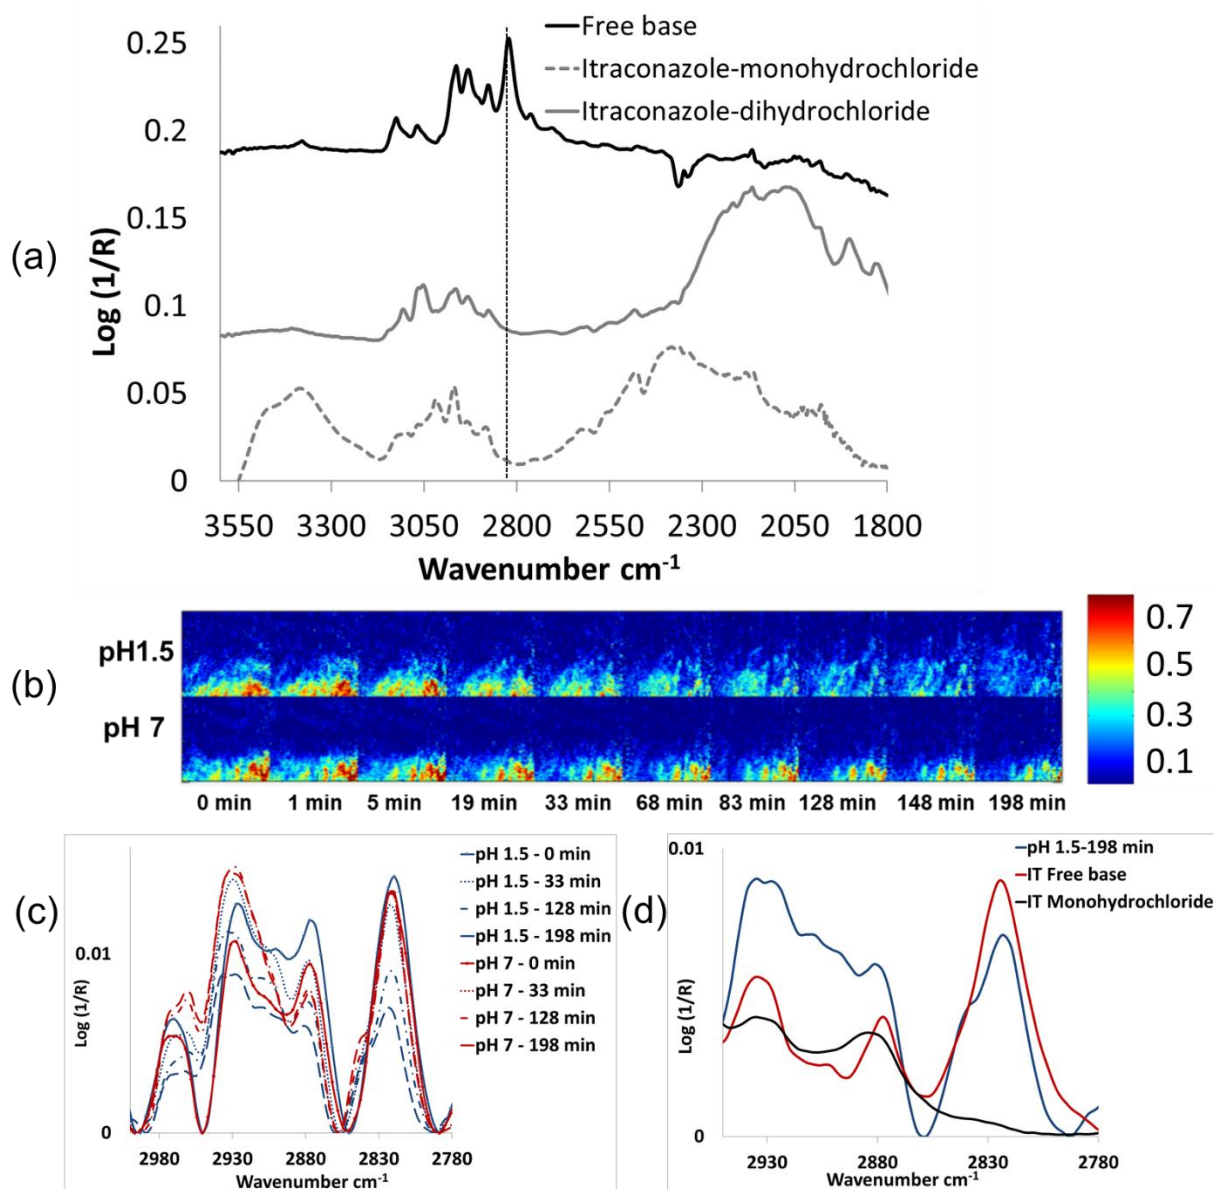 (a)
Log (1/R)
0.25
0.2
0.15
0.1
0.05
0
Free base
Itraconazole-monohydrochloride
Itraconazole-dihydrochloride
3550 3300 3050 2800 2550 2300 2050 1800
Wavenumber cm-1
(b)
pH1.5
pH 7
0 min 1 min 5 min 19 min 33 min 68 min 83 min 128 min 148 min 198 min
0.7
0.5
0.3
0.1
(c)
Log (1/R)
0.01
0
pH 1.5 - 0 min
pH 1.5 - 33 min
pH 1.5 - 128 min
pH 1.5 - 198 min
pH 7 - 0 min
pH 7 - 33 min
pH 7 - 128 min
pH 7 - 198 min
2980 2930 2880 2830 2780
Wavenumber cm-1
(d)
Log (1/R)
0.01
0
pH 1.5-198 min
IT Free base
IT Monohydrochloride
2930 2880 2830 2780
Wavenumber cm-1